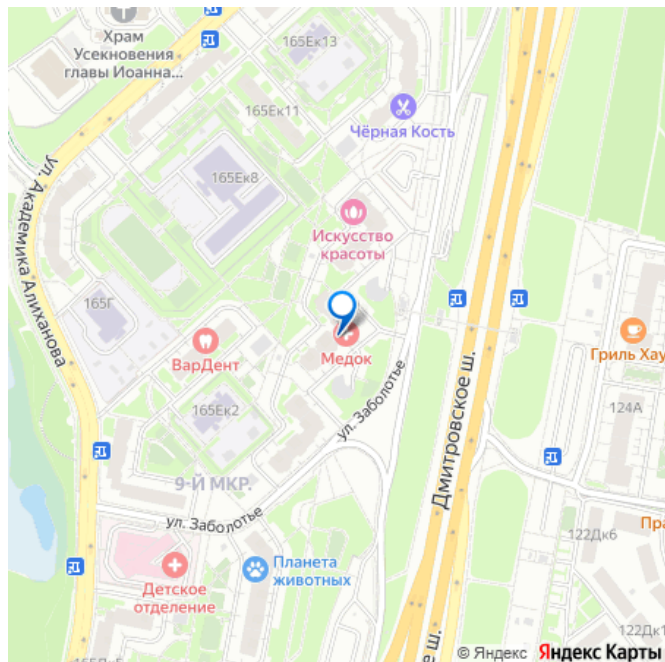 Храм
Усекновения
главы Иоанна...
165Ек13
165Ек11
Чёрная Кость
165Ек8
ул. Академика Алиханова
Искусство
красоты
165Г
ВарДент
Медок
Гриль Хау
165Ек2
ул. Заболотье
Дмитровское ш.
124А
9-Й МКР.
ул. Заболотье
122Дк6
Пра
Детское
отделение
Планета
животных
122Дк1
е ш.
© Яндекс Яндекс Карты